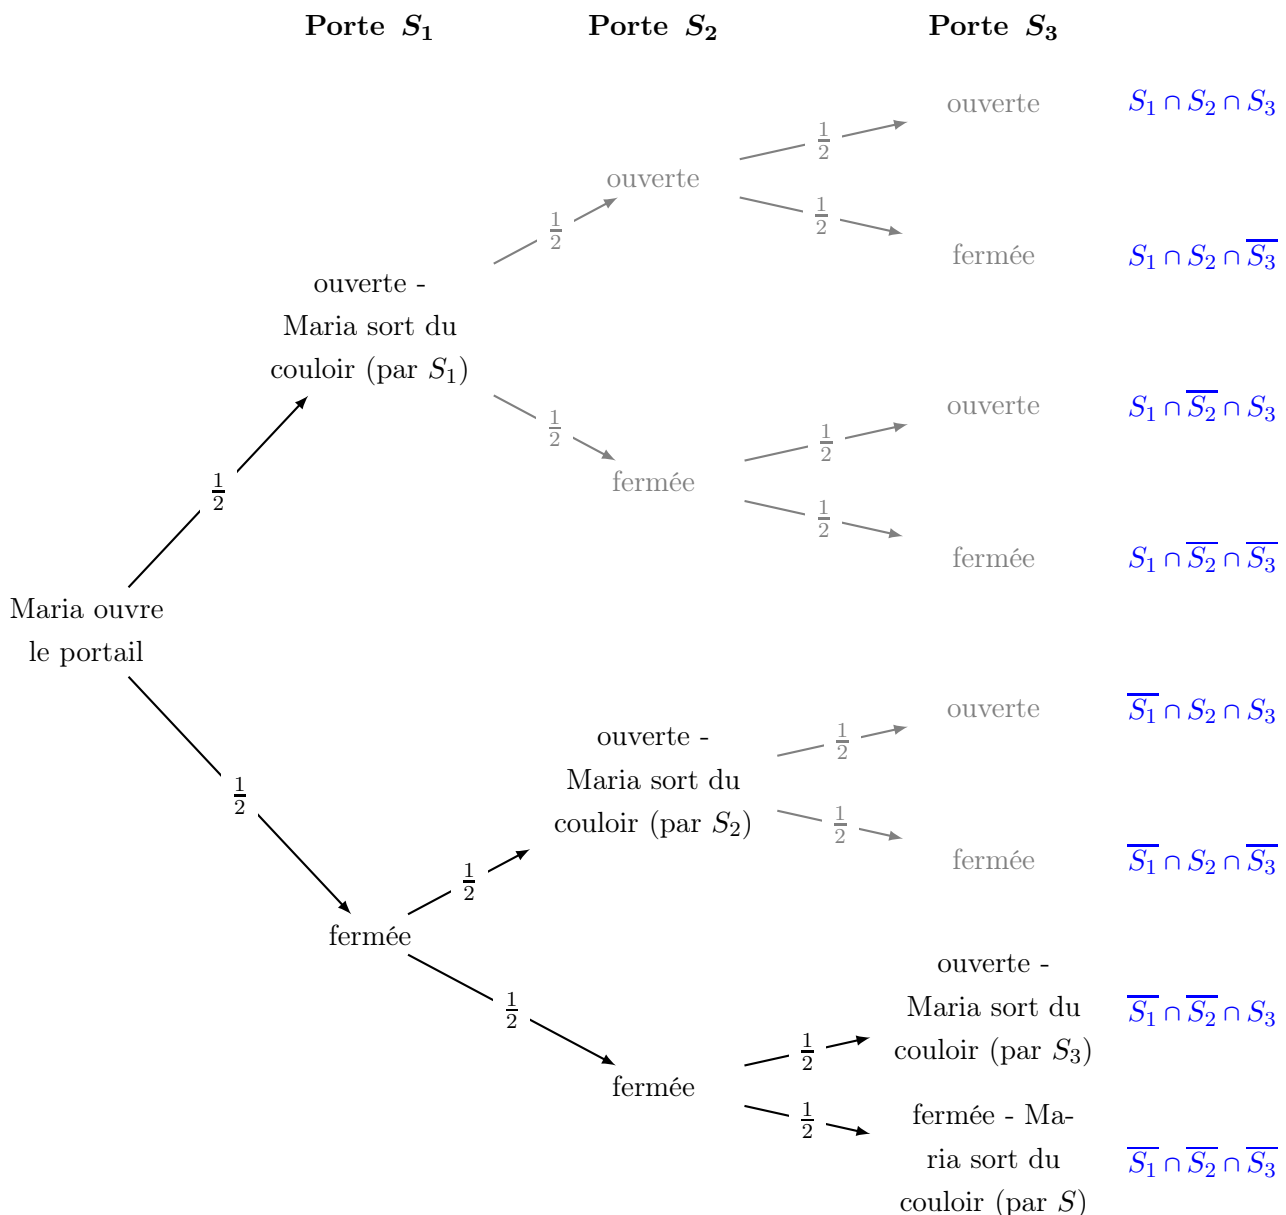 Porte S₁ Porte S₂ Porte S₃
ouverte S₁ ∩ S₂ ∩ S₃
1/2
ouverte
1/2
1/2
fermée S₁ ∩ S₂ ∩ S̅₃̅
ouverte -
Maria sort du
couloir (par S₁)
1/2
ouverte S₁ ∩ S̅₂̅ ∩ S₃
1/2
fermée
1/2
fermée S₁ ∩ S̅₂̅ ∩ S̅₃̅
1/2
Maria ouvre
le portail
1/2
ouverte S̅₁̅ ∩ S₂ ∩ S₃
1/2
ouverte -
Maria sort du
couloir (par S₂)
1/2
fermée S̅₁̅ ∩ S₂ ∩ S̅₃̅
1/2
fermée
1/2
ouverte -
Maria sort du
couloir (par S₃)
S̅₁̅ ∩ S̅₂̅ ∩ S₃
1/2
fermée
1/2
fermée - Ma-
ria sort du
couloir (par S)
S̅₁̅ ∩ S̅₂̅ ∩ S̅₃̅